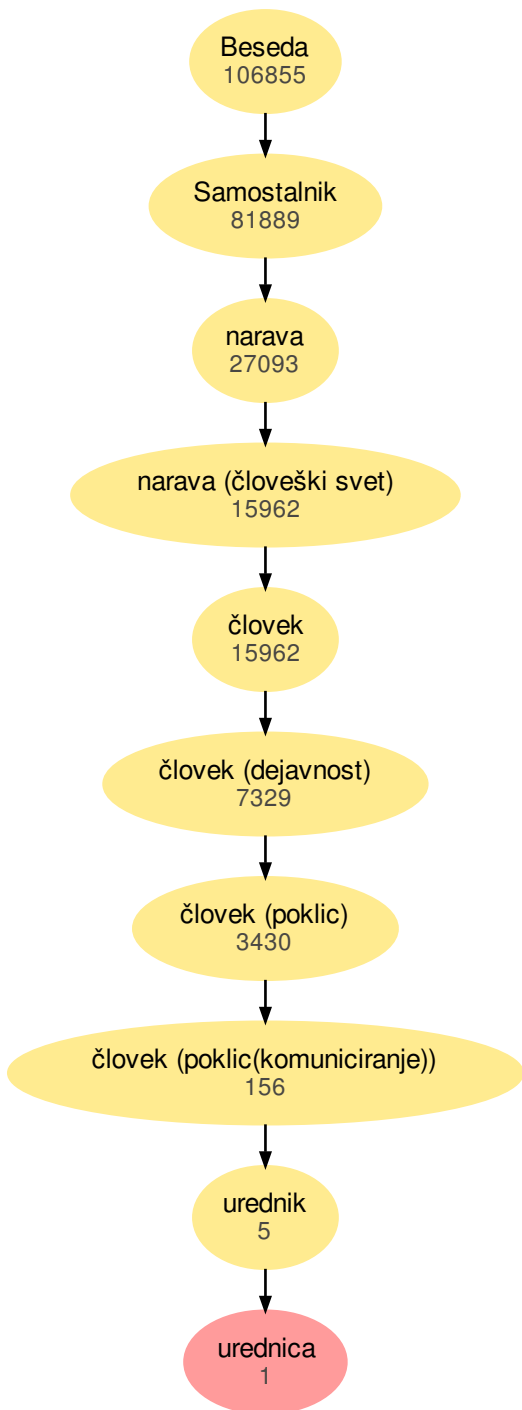 Beseda
106855
Samostalnik
81889
narava
27093
narava (človeški svet)
15962
človek
15962
človek (dejavnost)
7329
človek (poklic)
3430
človek (poklic(komuniciranje))
156
urednik
5
urednica
1